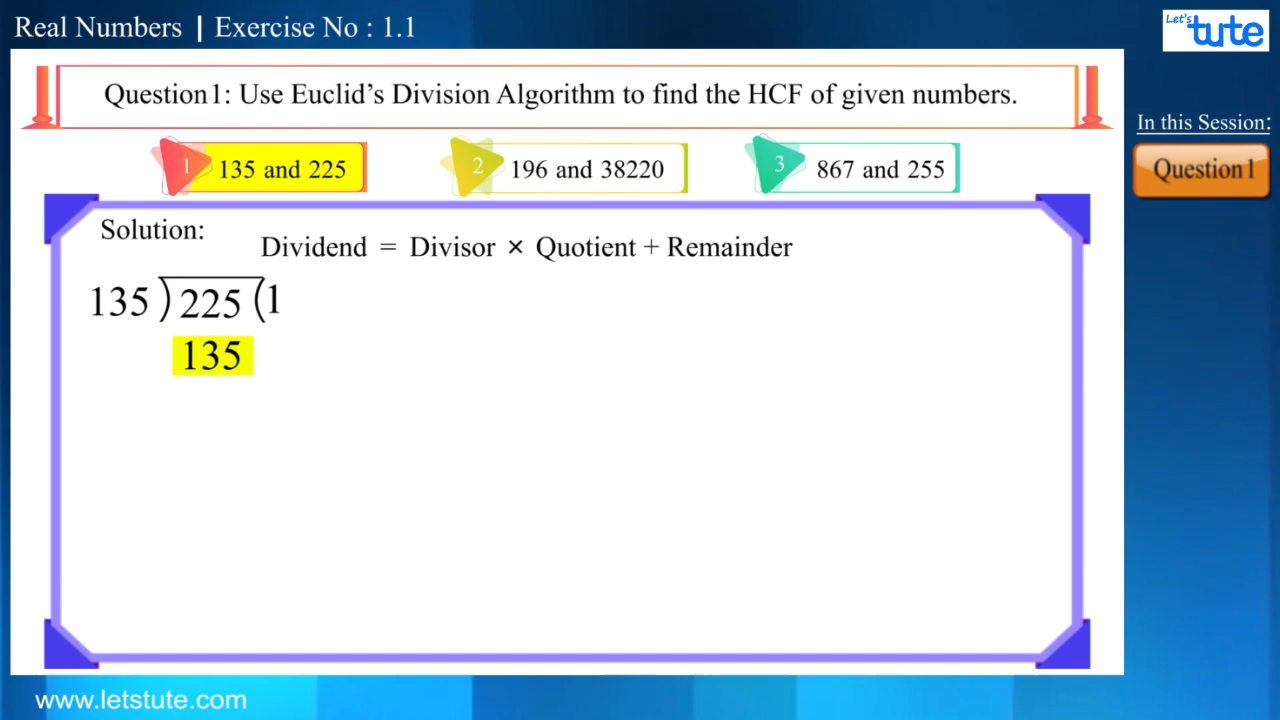 Real Numbers | Exercise No : 1.1
Let's tute
Question1: Use Euclid’s Division Algorithm to find the HCF of given numbers.
In this Session:
Question1
1 135 and 225
2 196 and 38220
3 867 and 255
Solution:
Dividend = Divisor × Quotient + Remainder
135 ) 225 ( 1
135
www.letstute.com